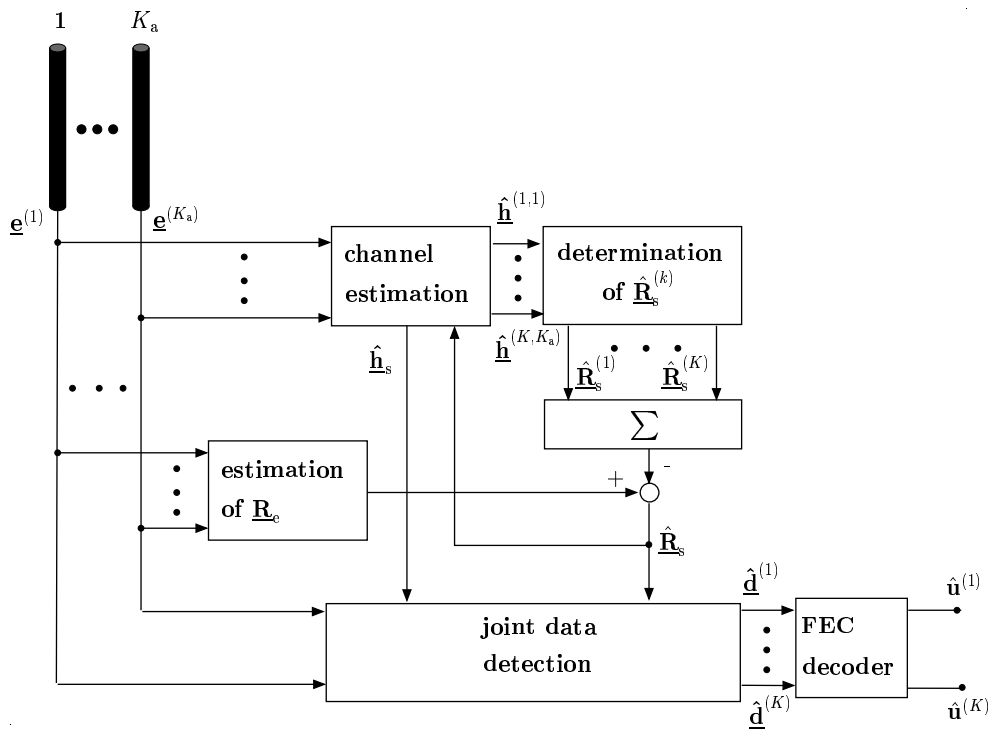 1 K_a
e^(1) e^(K_a)
channel
estimation
ĥ^(1,1)
determination
of R̂_s^(k)
ĥ^(K,K_a)
ĥ_s
R̂_s^(1) R̂_s^(K)
∑
estimation
of R_e
+ -
R̂_s
joint data
detection
d̂^(1)
d̂^(K)
FEC
decoder
û^(1)
û^(K)